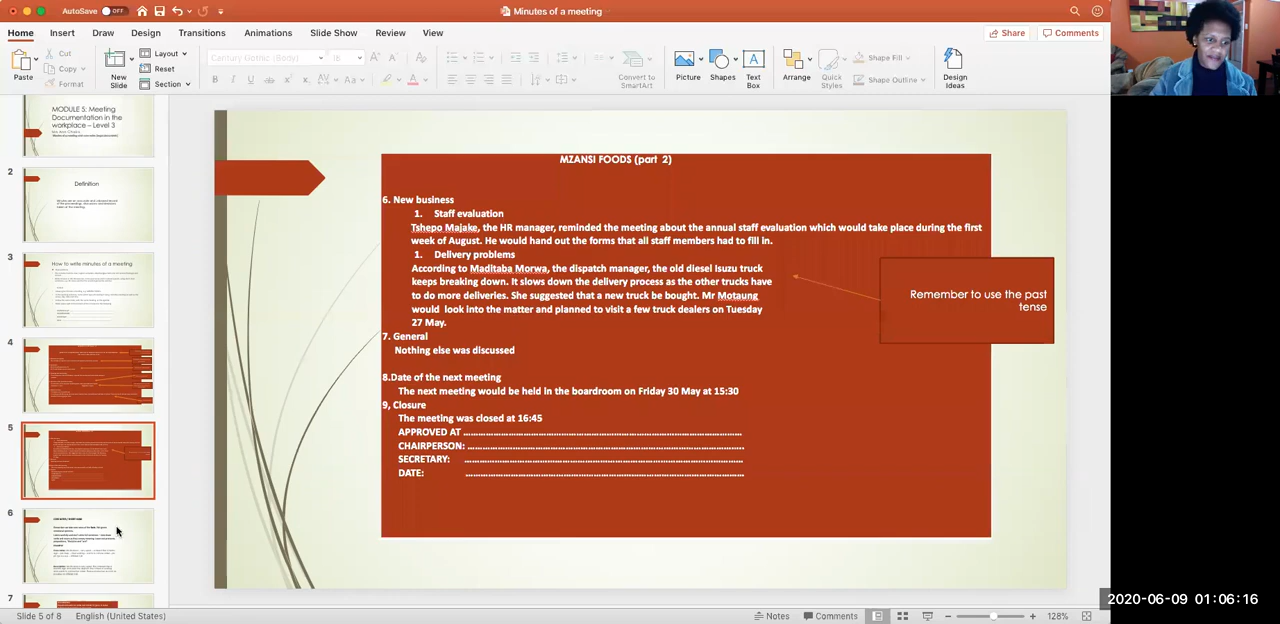 AutoSave OFF
Minutes of a meeting
Home Insert Draw Design Transitions Animations Slide Show Review View
Share Comments
Paste
Cut
Copy
Format
New Slide
Layout
Reset
Section
Century Gothic (Body) 18
Convert to SmartArt
Picture
Shapes
Text Box
Arrange
Quick Styles
Shape Fill
Shape Outline
Design Ideas
MODULE 5: Meeting
Documentation in the
workplace – Level 3
2
Definition
3
How to write minutes of a meeting
4
5
6
7
MZANSI FOODS (part 2)
6. New business
1. Staff evaluation
Tshepo Majake, the HR manager, reminded the meeting about the annual staff evaluation which would take place during the first
week of August. He would hand out the forms that all staff members had to fill in.
1. Delivery problems
According to Maditaba Morwa, the dispatch manager, the old diesel Isuzu truck
keeps breaking down. It slows down the delivery process as the other trucks have
to do more deliveries. She suggested that a new truck be bought. Mr Motaung
would look into the matter and planned to visit a few truck dealers on Tuesday
27 May.
7. General
Nothing else was discussed
8.Date of the next meeting
The next meeting would be held in the boardroom on Friday 30 May at 15:30
9, Closure
The meeting was closed at 16:45
APPROVED AT ..........................................................................................
CHAIRPERSON: ..........................................................................................
SECRETARY: ..........................................................................................
DATE: ..........................................................................................
Remember to use the past
tense
Slide 5 of 8 English (United States)
Notes Comments 128%
2020-06-09 01:06:16